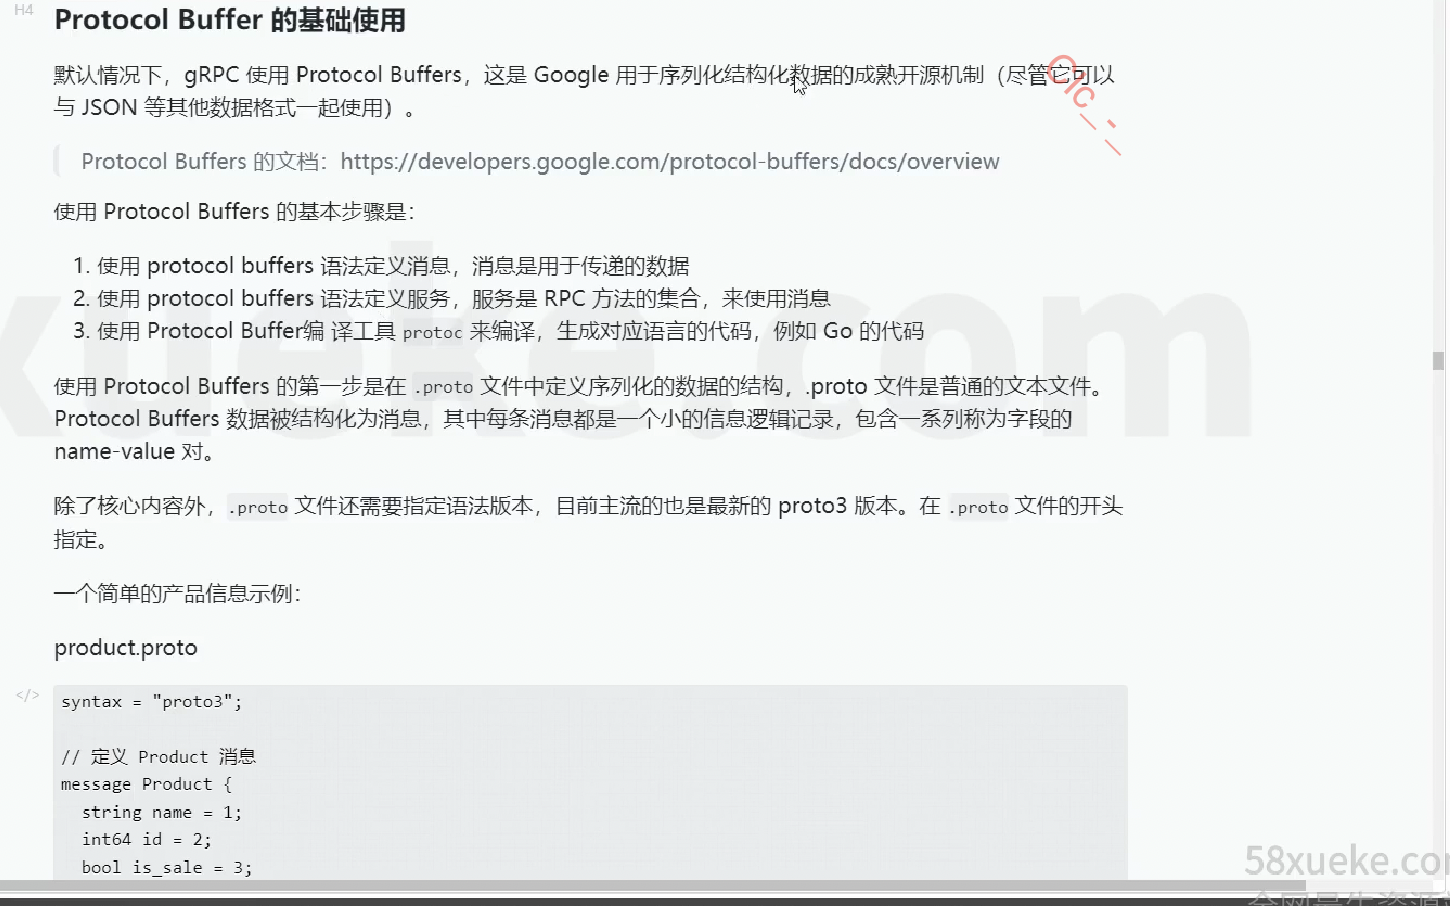 H4
Protocol Buffer 的基础使用
默认情况下，gRPC 使用 Protocol Buffers，这是 Google 用于序列化结构化数据的成熟开源机制（尽管它可以
与 JSON 等其他数据格式一起使用）。
Protocol Buffers 的文档：https://developers.google.com/protocol-buffers/docs/overview
使用 Protocol Buffers 的基本步骤是：
1. 使用 protocol buffers 语法定义消息，消息是用于传递的数据
2. 使用 protocol buffers 语法定义服务，服务是 RPC 方法的集合，来使用消息
3. 使用 Protocol Buffer编 译工具 protoc 来编译，生成对应语言的代码，例如 Go 的代码
使用 Protocol Buffers 的第一步是在 .proto 文件中定义序列化的数据的结构，.proto 文件是普通的文本文件。
Protocol Buffers 数据被结构化为消息，其中每条消息都是一个小的信息逻辑记录，包含一系列称为字段的
name-value 对。
除了核心内容外，.proto 文件还需要指定语法版本，目前主流的也是最新的 proto3 版本。在 .proto 文件的开头
指定。
一个简单的产品信息示例：
product.proto
</>
syntax = "proto3";
// 定义 Product 消息
message Product {
string name = 1;
int64 id = 2;
bool is_sale = 3;
xueke.com
58xueke.co